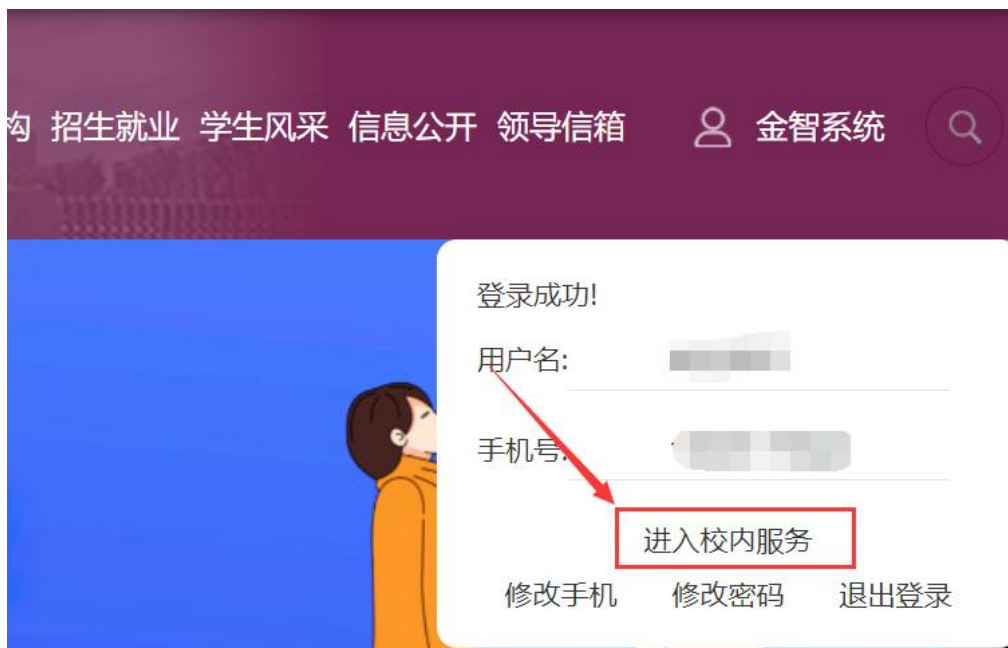 构 招生就业 学生风采 信息公开 领导信箱 金智系统
登录成功!
用户名:
手机号:
进入校内服务
修改手机 修改密码 退出登录